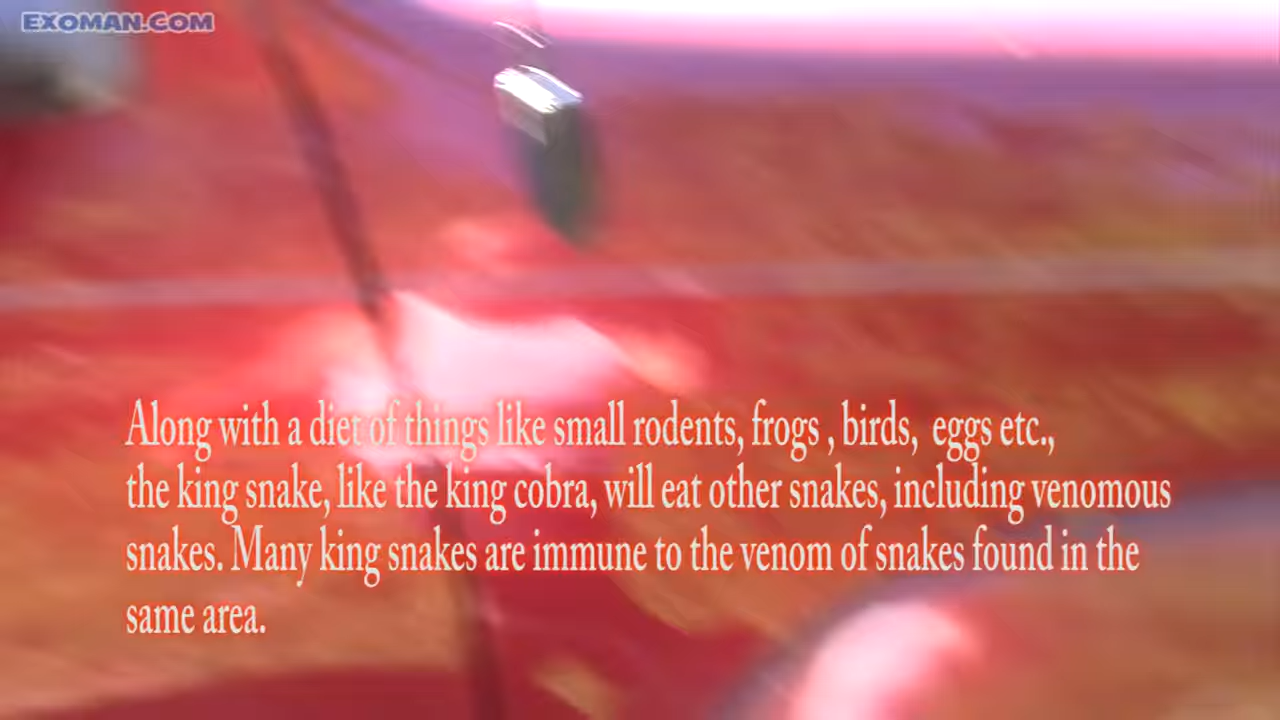 EXOMAN.COM
Along with a diet of things like small rodents, frogs , birds,  eggs etc.,
the king snake, like the king cobra, will eat other snakes, including venomous
snakes. Many king snakes are immune to the venom of snakes found in the
same area.